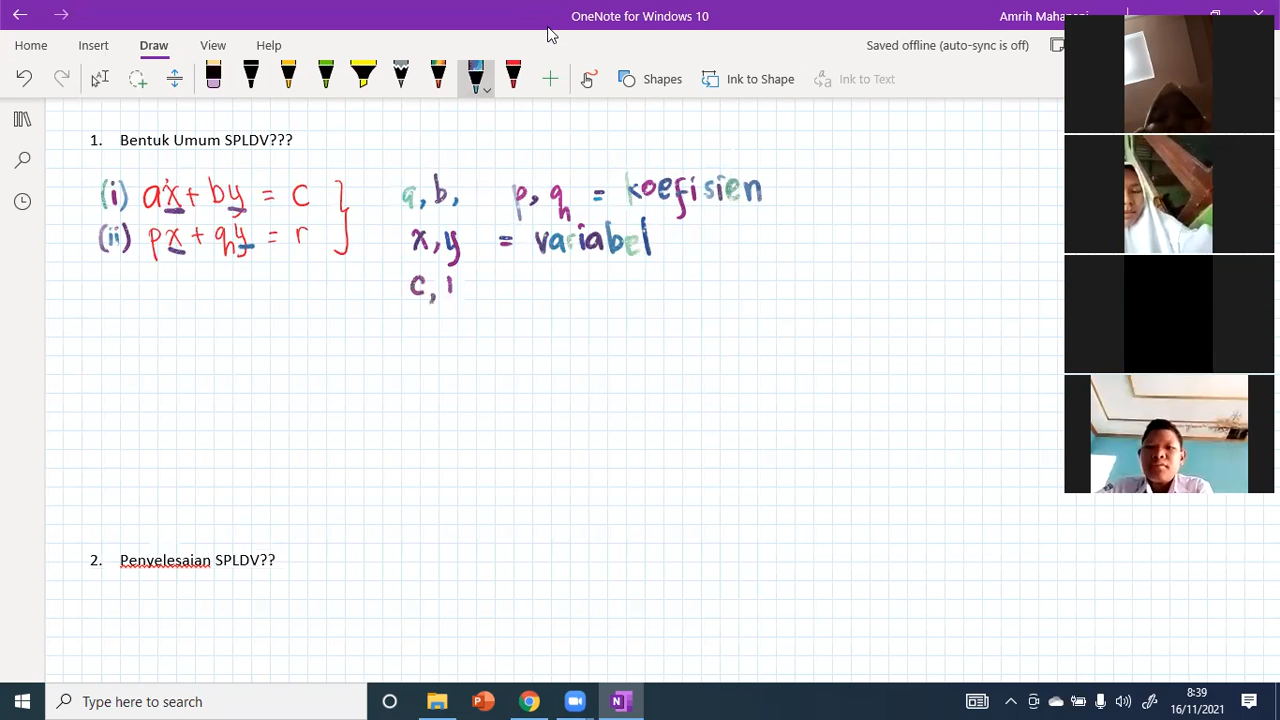 OneNote for Windows 10
Home Insert Draw View Help
Saved offline (auto-sync is off)
Shapes Ink to Shape Ink to Text
1. Bentuk Umum SPLDV???
(i) ax + by = c
(ii) px + qy = r
a, b, p, q = koefisien
x, y = variabel
c, r
2. Penyelesaian SPLDV??
Type here to search
8:39
16/11/2021